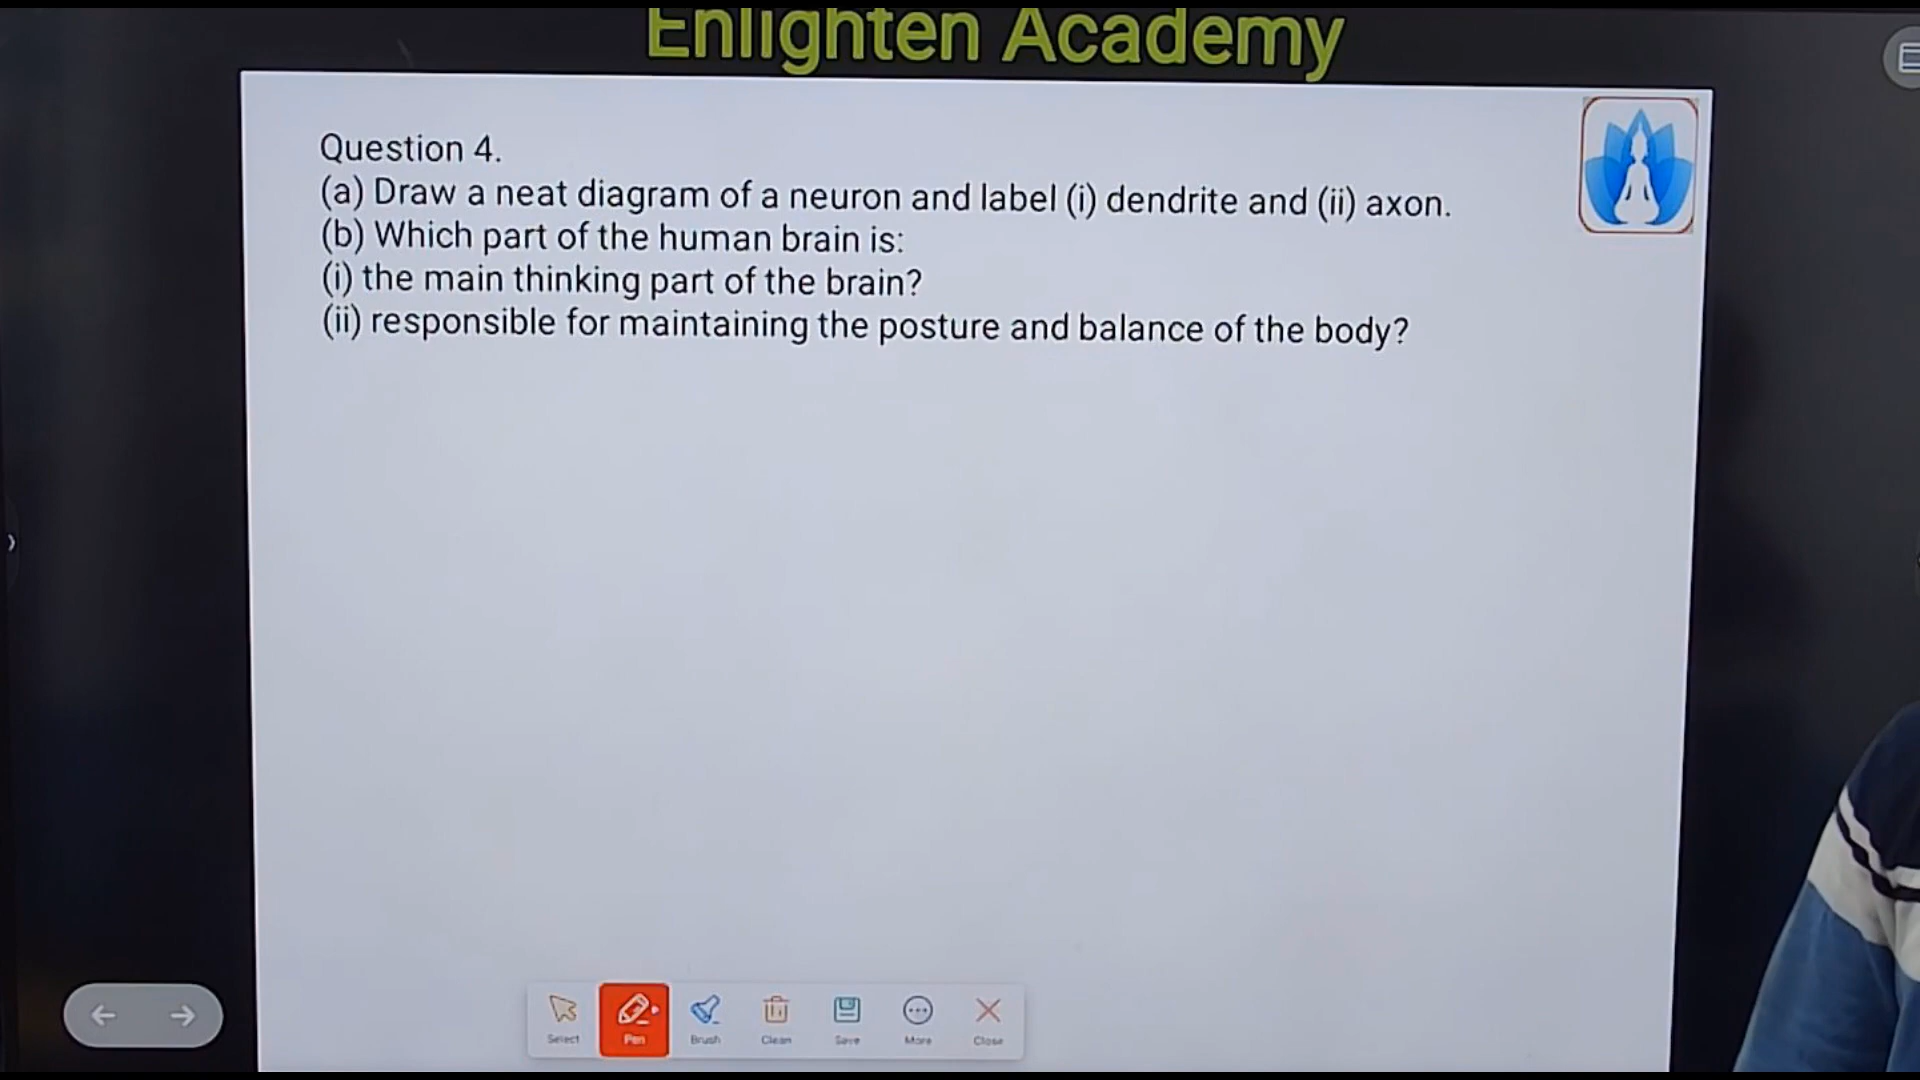 Enlighten Academy
Question 4.
(a) Draw a neat diagram of a neuron and label (i) dendrite and (ii) axon.
(b) Which part of the human brain is:
(i) the main thinking part of the brain?
(ii) responsible for maintaining the posture and balance of the body?
Select Pen Brush Clean Save More Close